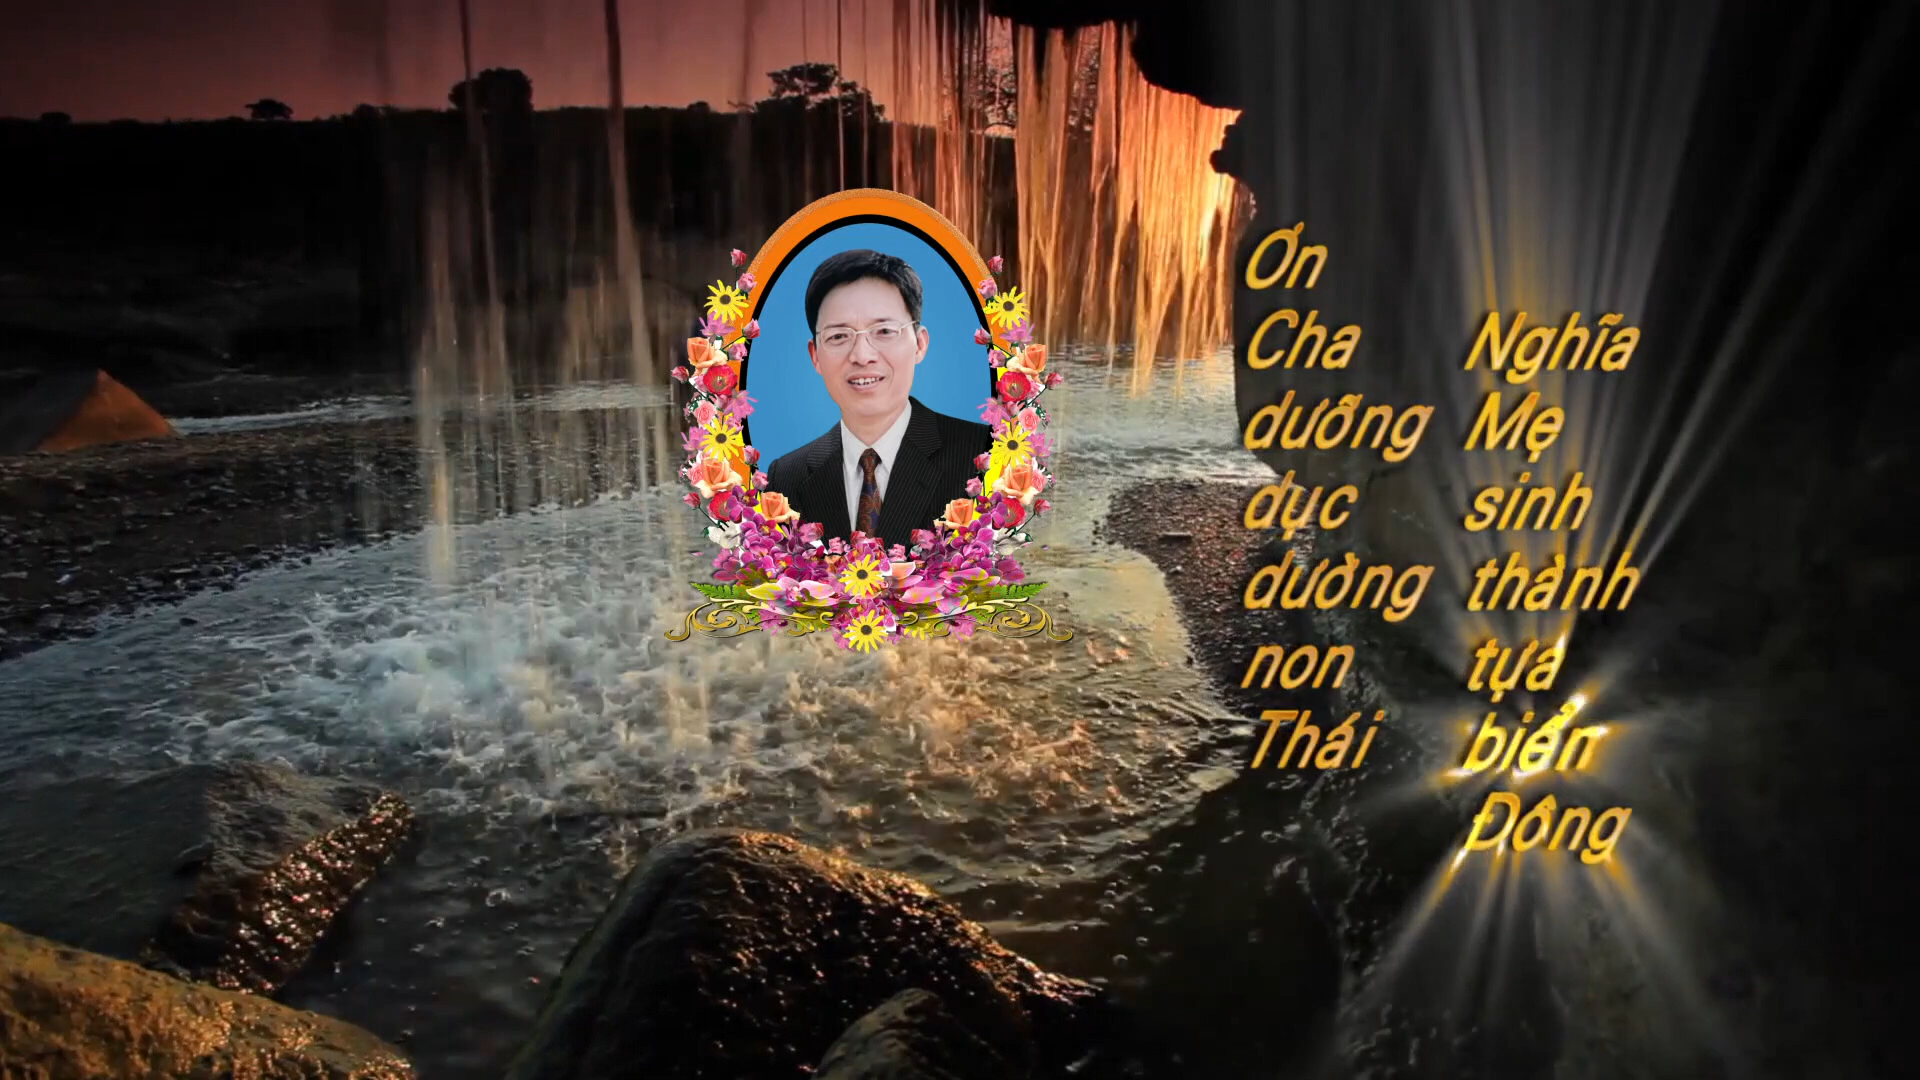 Ơn
Cha
dưỡng
dục
dường
non
Thái
Nghĩa
Mẹ
sinh
thành
tựa
biển
Đông